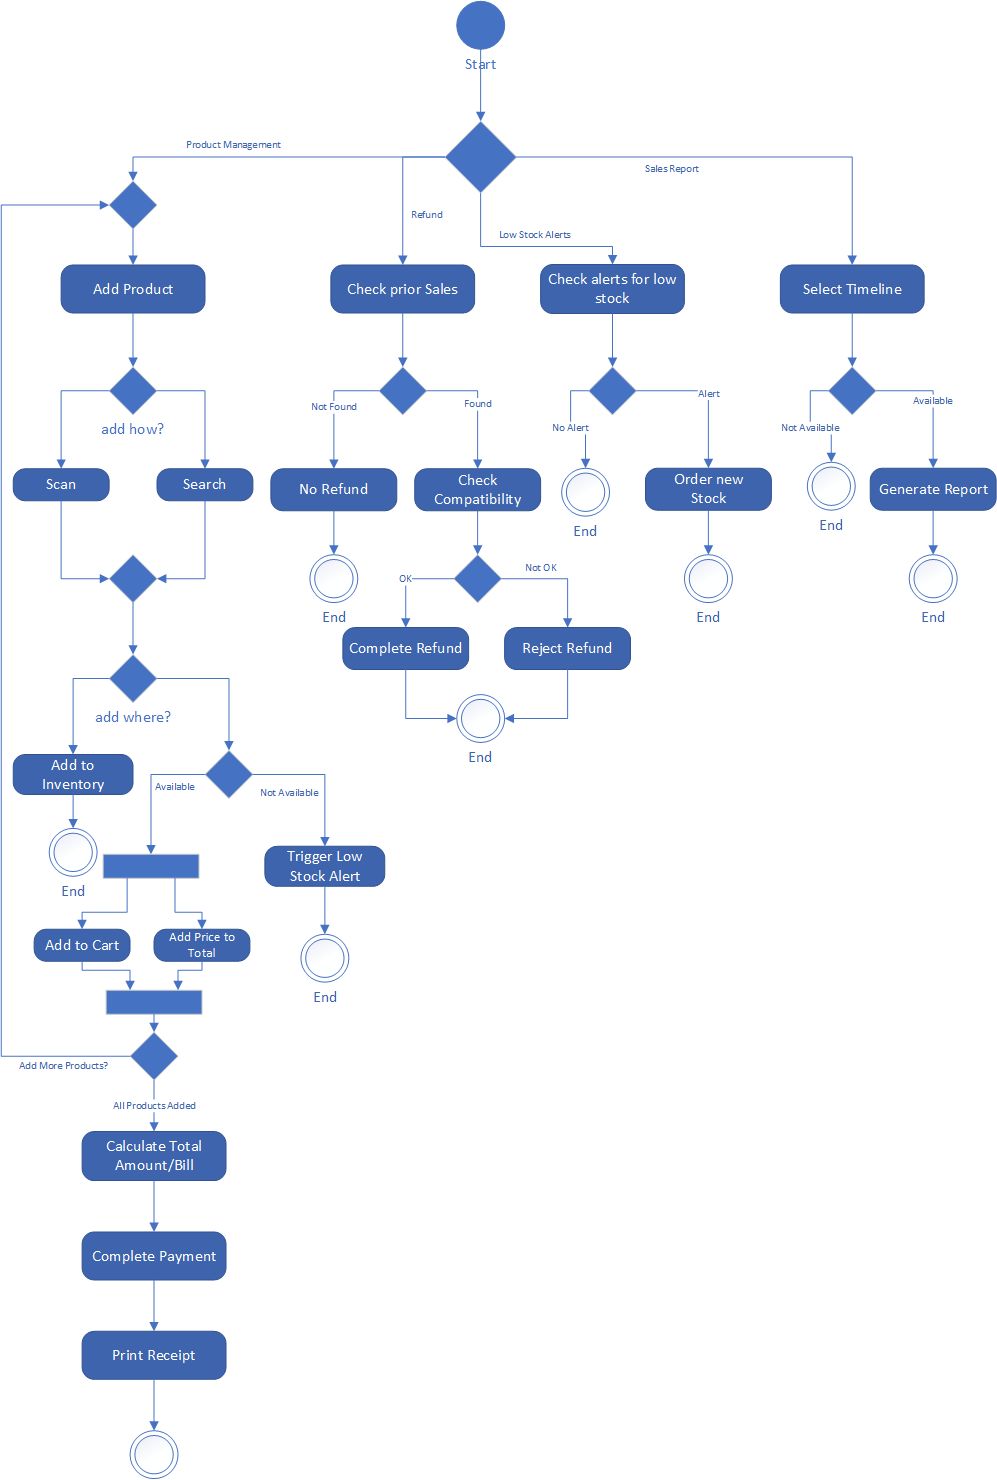 Start
Product Management
Sales Report
Refund
Low Stock Alerts
Add Product
Check prior Sales
Check alerts for low
stock
Select Timeline
add how?
Not Found
Found
No Alert
Alert
Not Available
Available
Scan
Search
No Refund
Check
Compatibility
End
Order new
Stock
End
Generate Report
OK
Not OK
End
End
End
Complete Refund
Reject Refund
add where?
End
Add to
Inventory
Available
Not Available
Trigger Low
Stock Alert
End
Add to Cart
Add Price to
Total
End
Add More Products?
All Products Added
Calculate Total
Amount/Bill
Complete Payment
Print Receipt